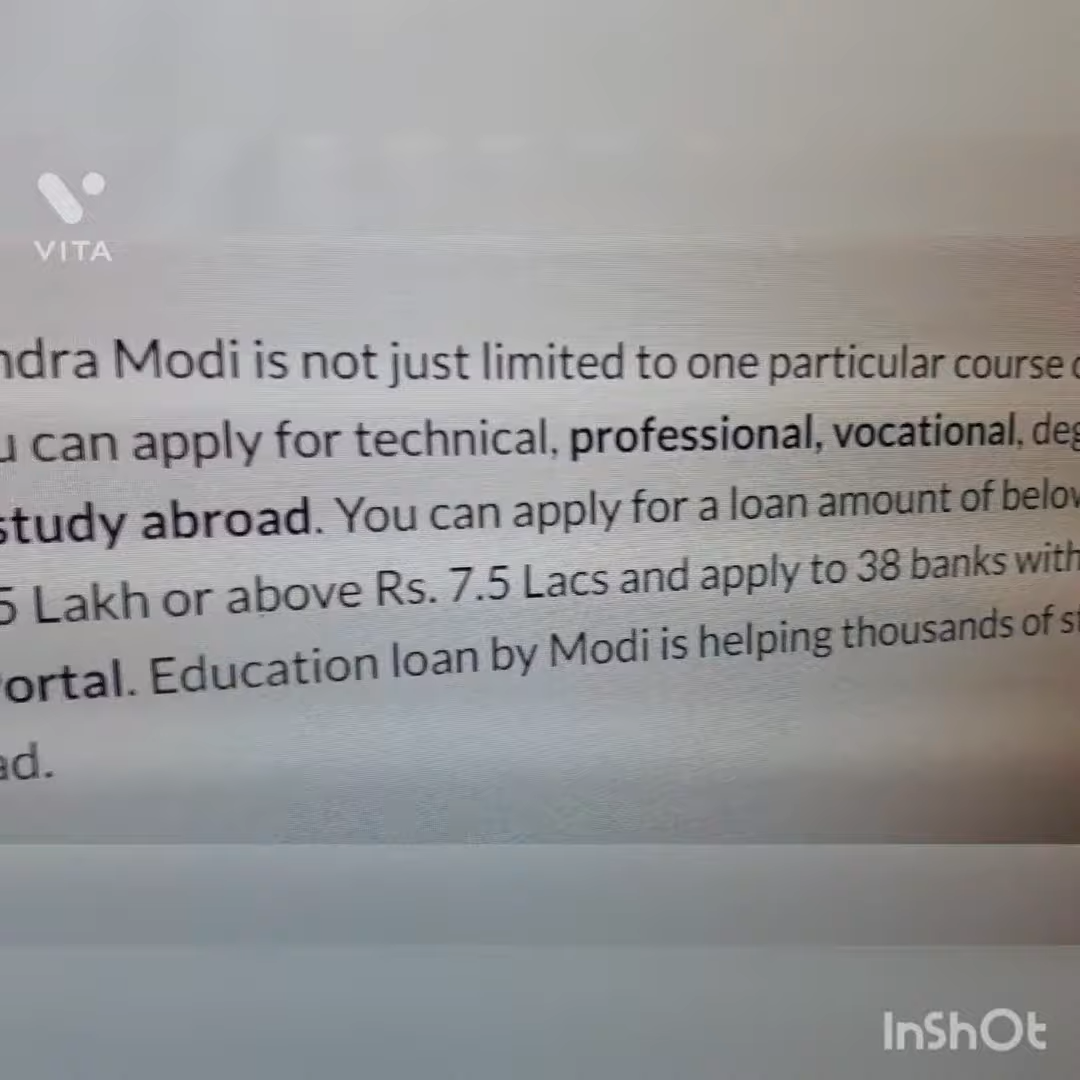 VITA
ndra Modi is not just limited to one particular course
u can apply for technical, professional, vocational, deg
study abroad. You can apply for a loan amount of below
5 Lakh or above Rs. 7.5 Lacs and apply to 38 banks with
ortal. Education loan by Modi is helping thousands of st
ad.
InShOt